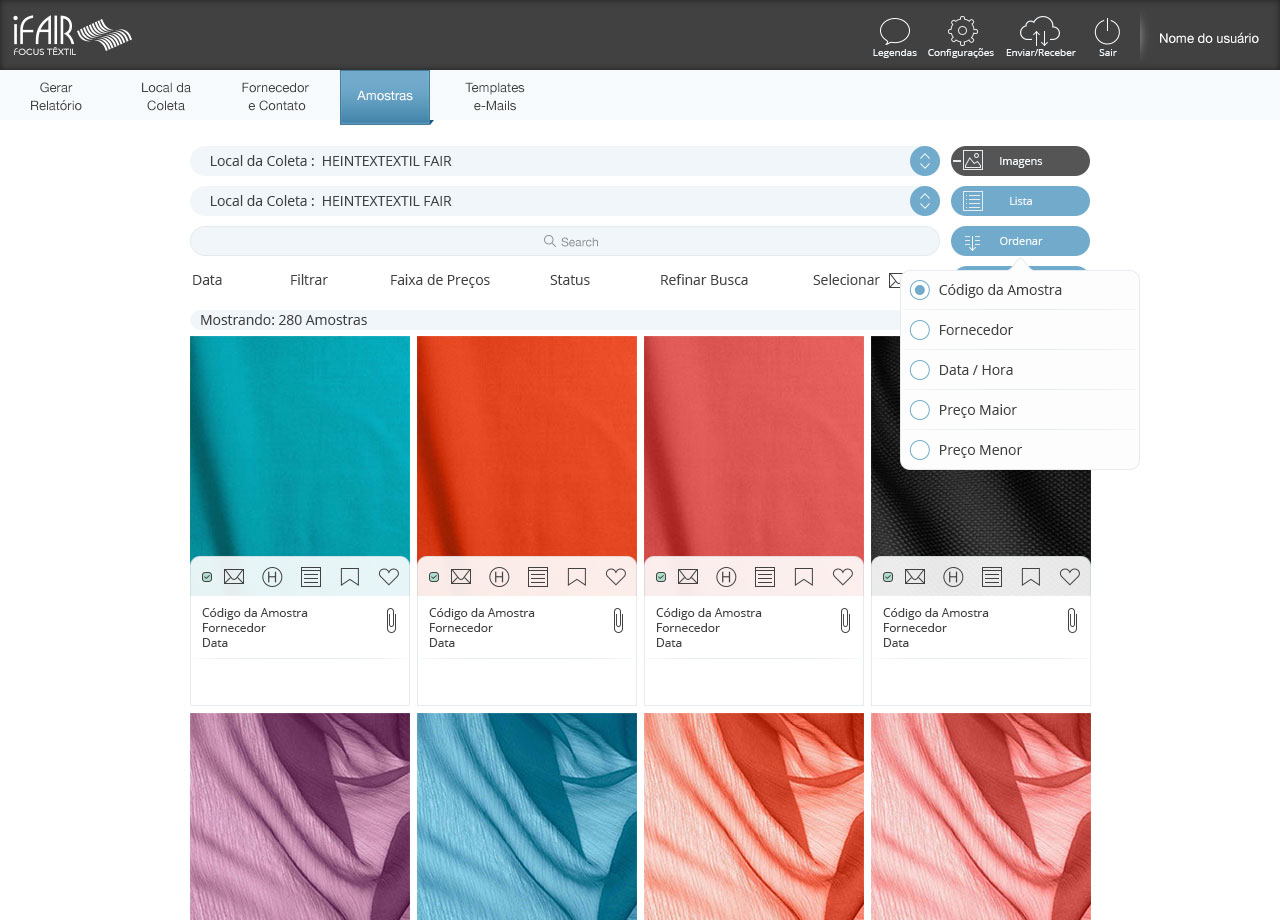 iFAIR
FOCUS TÊXTIL
Legendas
Configurações
Enviar/Receber
Sair
Nome do usuário
Gerar
Relatório
Local da
Coleta
Fornecedor
e Contato
Amostras
Templates
e-Mails
Local da Coleta : HEINTEXTEXTIL FAIR
Imagens
Local da Coleta : HEINTEXTEXTIL FAIR
Lista
Search
Ordenar
Data
Filtrar
Faixa de Preços
Status
Refinar Busca
Selecionar
Código da Amostra
Fornecedor
Data / Hora
Preço Maior
Preço Menor
Mostrando: 280 Amostras
H
H
H
H
Código da Amostra
Fornecedor
Data
Código da Amostra
Fornecedor
Data
Código da Amostra
Fornecedor
Data
Código da Amostra
Fornecedor
Data